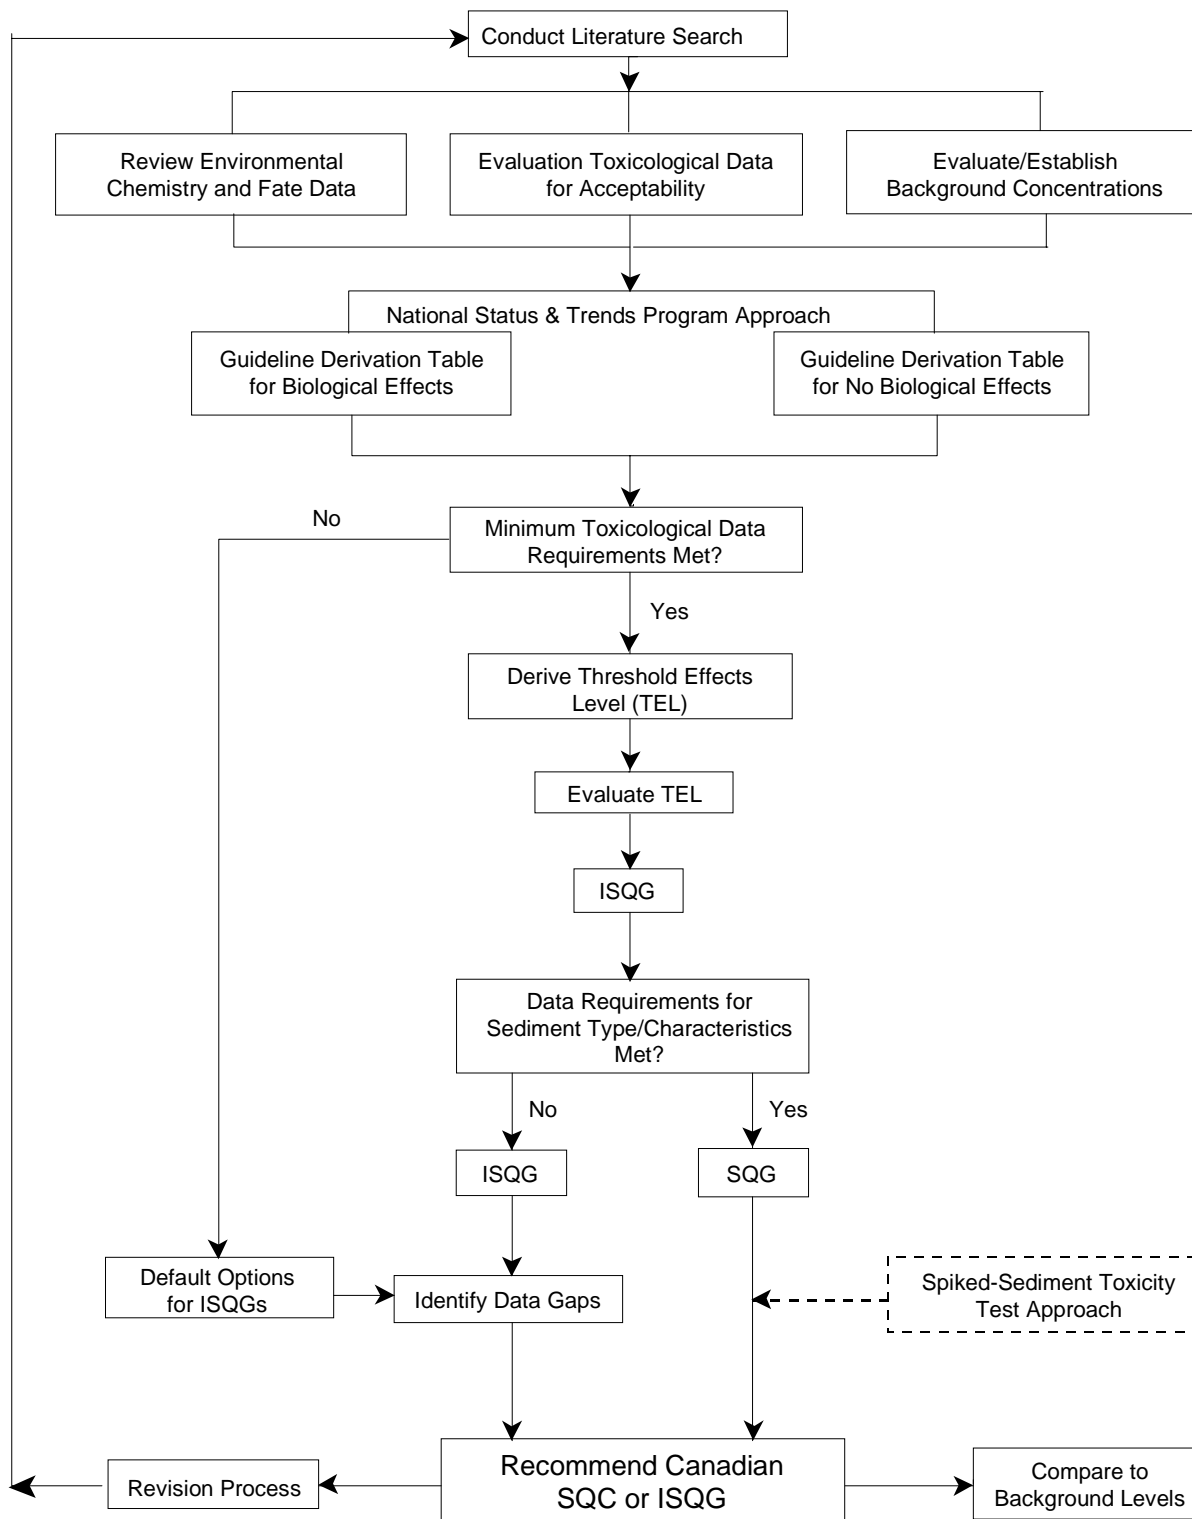 Conduct Literature Search
Review Environmental
Chemistry and Fate Data
Evaluation Toxicological Data
for Acceptability
Evaluate/Establish
Background Concentrations
National Status & Trends Program Approach
Guideline Derivation Table
for Biological Effects
Guideline Derivation Table
for No Biological Effects
No
Minimum Toxicological Data
Requirements Met?
Yes
Derive Threshold Effects
Level (TEL)
Evaluate TEL
ISQG
Data Requirements for
Sediment Type/Characteristics
Met?
No
Yes
ISQG
SQG
Default Options
for ISQGs
Identify Data Gaps
Spiked-Sediment Toxicity
Test Approach
Revision Process
Recommend Canadian
SQC or ISQG
Compare to
Background Levels